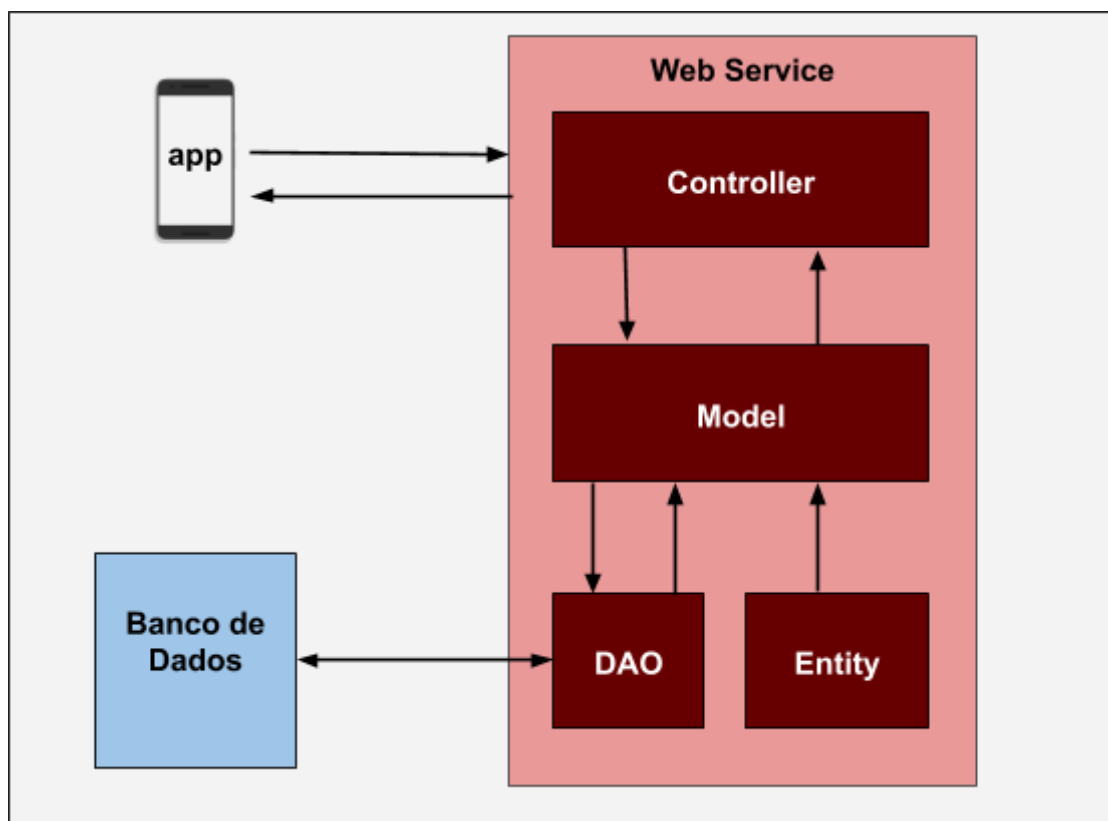 Web Service
app
Controller
Model
Banco de
Dados
DAO
Entity